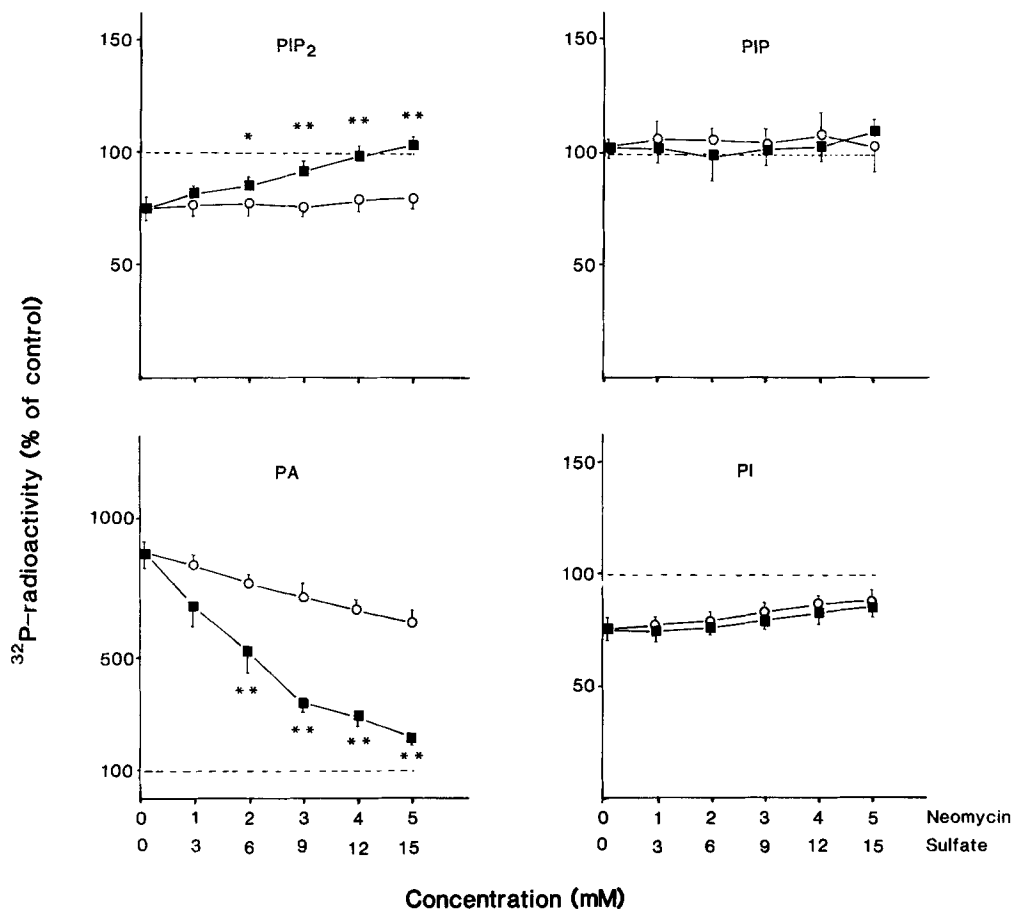 PIP2
150
* ** ** **
100
50
PIP
150
100
50
32P-radioactivity (% of control)
PA
1000
500
** ** ** **
100
0 1 2 3 4 5
0 3 6 9 12 15
PI
150
100
50
0 1 2 3 4 5 Neomycin
0 3 6 9 12 15 Sulfate
Concentration (mM)